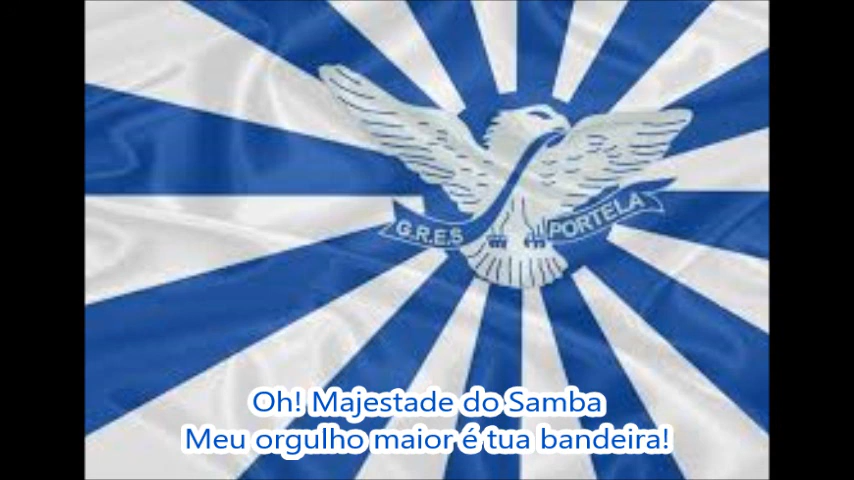 G.R.E.S PORTELA
Oh! Majestade do Samba
Meu orgulho maior é tua bandeira!